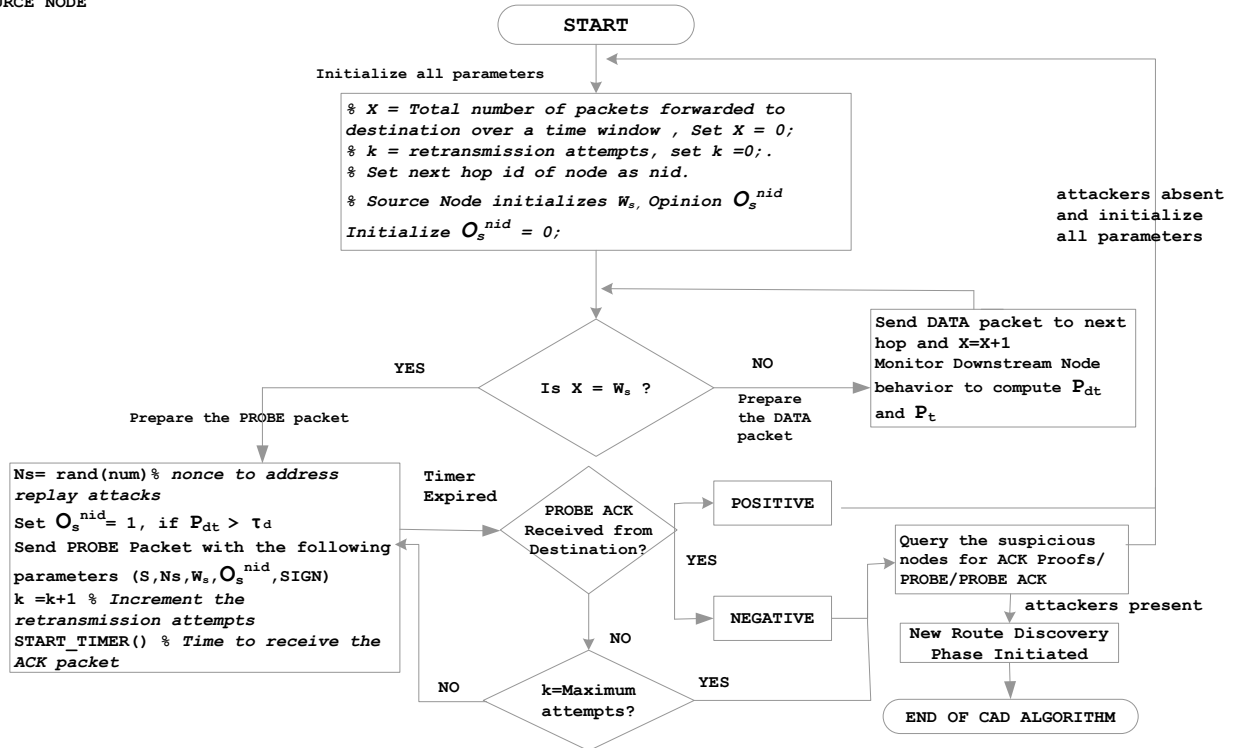 NODE
START
Initialize all parameters
% X = Total number of packets forwarded to
destination over a time window , Set X = 0;
% k = retransmission attempts, set k =0;.
% Set next hop id of node as nid.
% Source Node initializes Wₛ, Opinion Oₛⁿⁱᵈ
Initialize Oₛⁿⁱᵈ = 0;
attackers absent
and initialize
all parameters
Send DATA packet to next
hop and X=X+1
Monitor Downstream Node
behavior to compute P_dt
and P_t
YES
Is X = Wₛ ?
NO
Prepare
the DATA
packet
Prepare the PROBE packet
Ns= rand(num)% nonce to address
replay attacks
Set Oₛⁿⁱᵈ= 1, if P_dt > τ_d
Send PROBE Packet with the following
parameters (S,Ns,Wₛ,Oₛⁿⁱᵈ,SIGN)
k =k+1 % Increment the
retransmission attempts
START_TIMER() % Time to receive the
ACK packet
Timer
Expired
PROBE ACK
Received from
Destination?
POSITIVE
YES
NEGATIVE
Query the suspicious
nodes for ACK Proofs/
PROBE/PROBE ACK
attackers present
New Route Discovery
Phase Initiated
END OF CAD ALGORITHM
NO
k=Maximum
attempts?
NO
YES